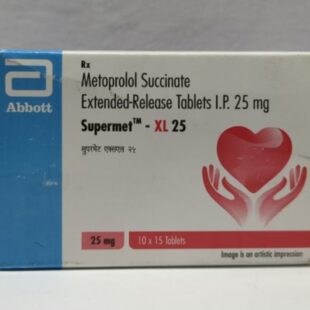 Rx
Metoprolol Succinate
Extended-Release Tablets I.P. 25 mg
Abbott
Supermet™ - XL 25
सुपरमेट एक्सएल २५
25 mg
10 x 15 Tablets
Image is an artistic impression